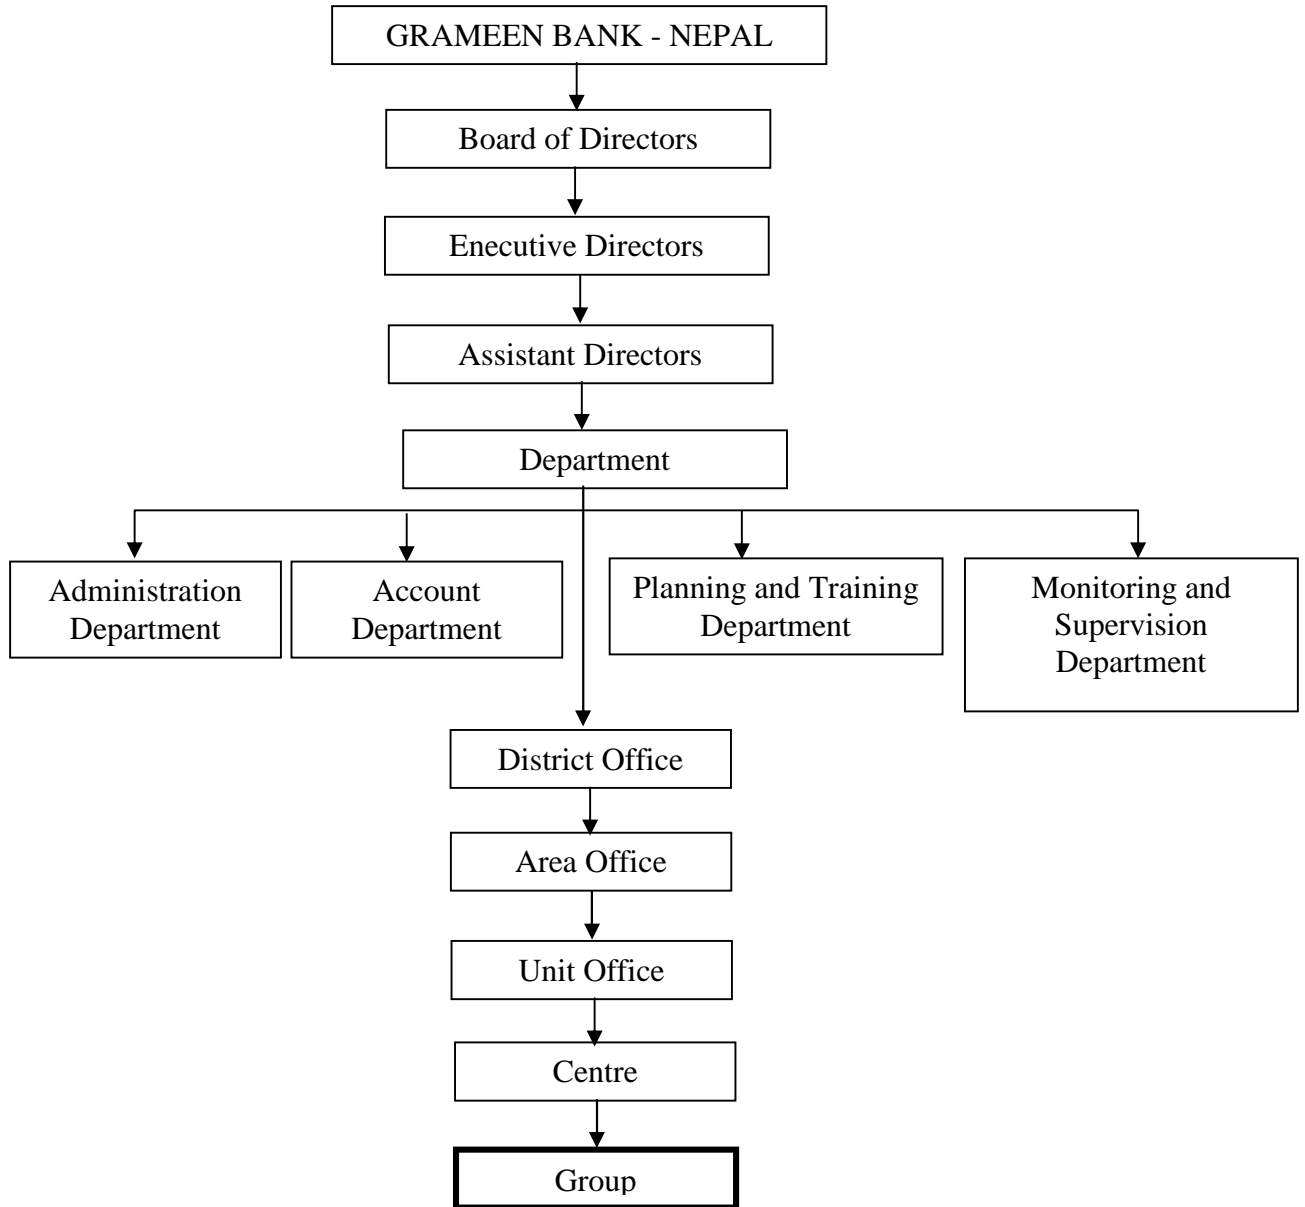 GRAMEEN BANK - NEPAL
Board of Directors
Enecutive Directors
Assistant Directors
Department
Administration
Department
Account
Department
Planning and Training
Department
Monitoring and
Supervision
Department
District Office
Area Office
Unit Office
Centre
Group